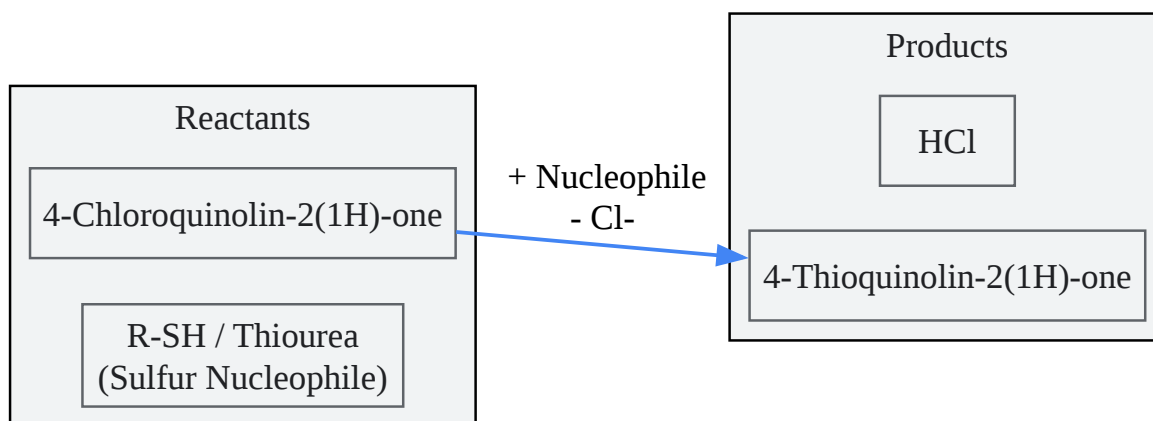 Reactants
4-Chloroquinolin-2(1H)-one
R-SH / Thiourea
(Sulfur Nucleophile)
+ Nucleophile
- Cl-
Products
HCl
4-Thioquinolin-2(1H)-one